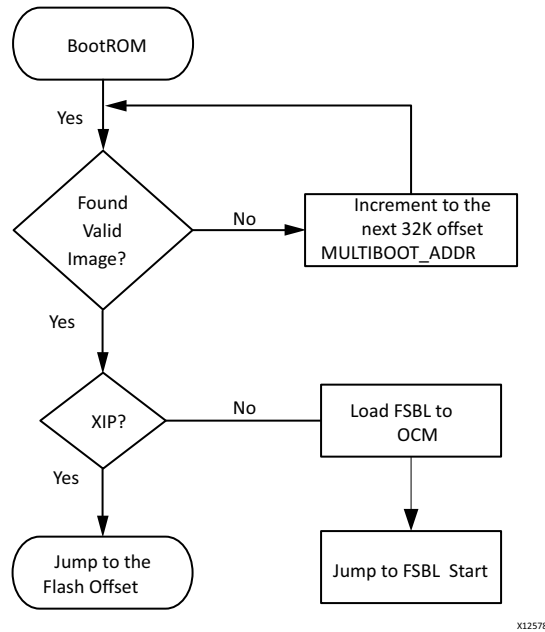 BootROM
Yes
Found
Valid
Image?
No
Increment to the
next 32K offset
MULTIBOOT_ADDR
Yes
XIP?
No
Load FSBL to
OCM
Yes
Jump to the
Flash Offset
Jump to FSBL Start
X12578